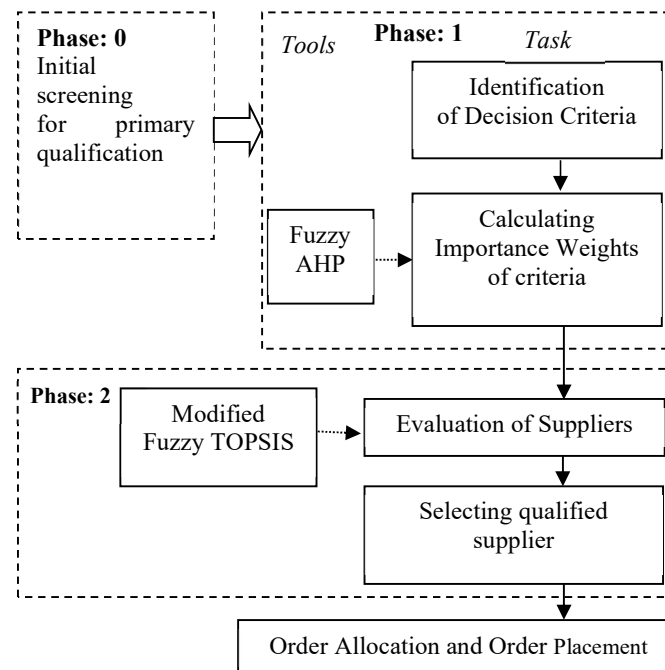 Phase: 0
Initial
screening
for primary
qualification
Phase: 1
Tools
Task
Identification
of Decision Criteria
Fuzzy
AHP
Calculating
Importance Weights
of criteria
Phase: 2
Modified
Fuzzy TOPSIS
Evaluation of Suppliers
Selecting qualified
supplier
Order Allocation and Order Placement